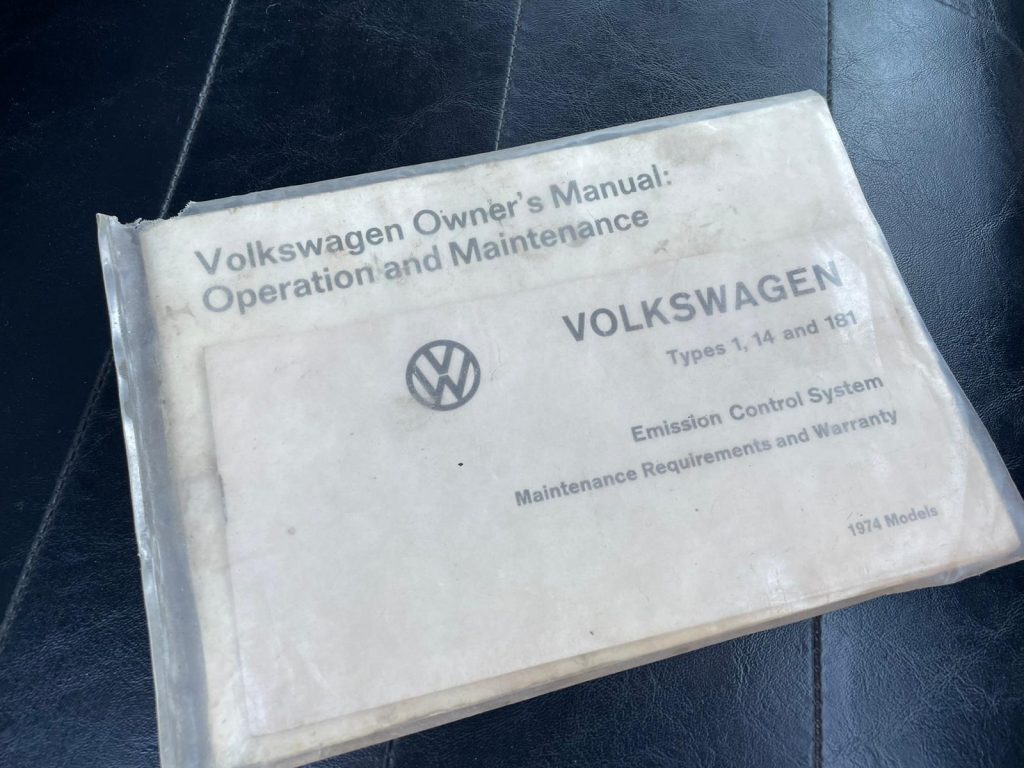 Volkswagen Owner's Manual:
Operation and Maintenance
VOLKSWAGEN
Types 1, 14 and 181
Emission Control System
Maintenance Requirements and Warranty
1974 Models